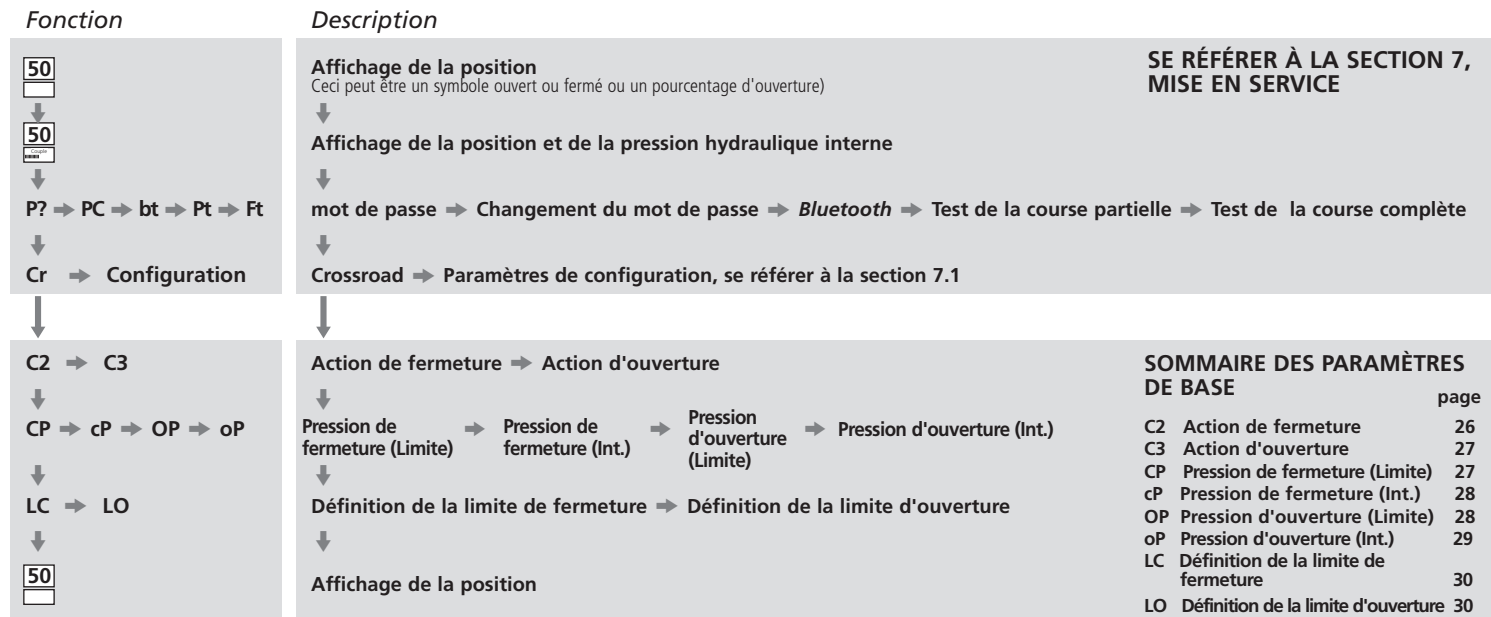 Fonction
Description
50
50
Couple
P? ➡ PC ➡ bt ➡ Pt ➡ Ft
Cr ➡ Configuration
Affichage de la position
Ceci peut être un symbole ouvert ou fermé ou un pourcentage d'ouverture)
Affichage de la position et de la pression hydraulique interne
mot de passe ➡ Changement du mot de passe ➡ Bluetooth ➡ Test de la course partielle ➡ Test de la course complète
Crossroad ➡ Paramètres de configuration, se référer à la section 7.1
SE RÉFÉRER À LA SECTION 7,
MISE EN SERVICE
C2 ➡ C3
CP ➡ cP ➡ OP ➡ oP
LC ➡ LO
50
Action de fermeture ➡ Action d'ouverture
Pression de
fermeture (Limite)
➡ Pression de
fermeture (Int.)
➡ Pression
d'ouverture
(Limite)
➡ Pression d'ouverture (Int.)
Définition de la limite de fermeture ➡ Définition de la limite d'ouverture
Affichage de la position
SOMMAIRE DES PARAMÈTRES
DE BASE
page
C2 Action de fermeture 26
C3 Action d'ouverture 27
CP Pression de fermeture (Limite) 27
cP Pression de fermeture (Int.) 28
OP Pression d'ouverture (Limite) 28
oP Pression d'ouverture (Int.) 29
LC Définition de la limite de
fermeture 30
LO Définition de la limite d'ouverture 30